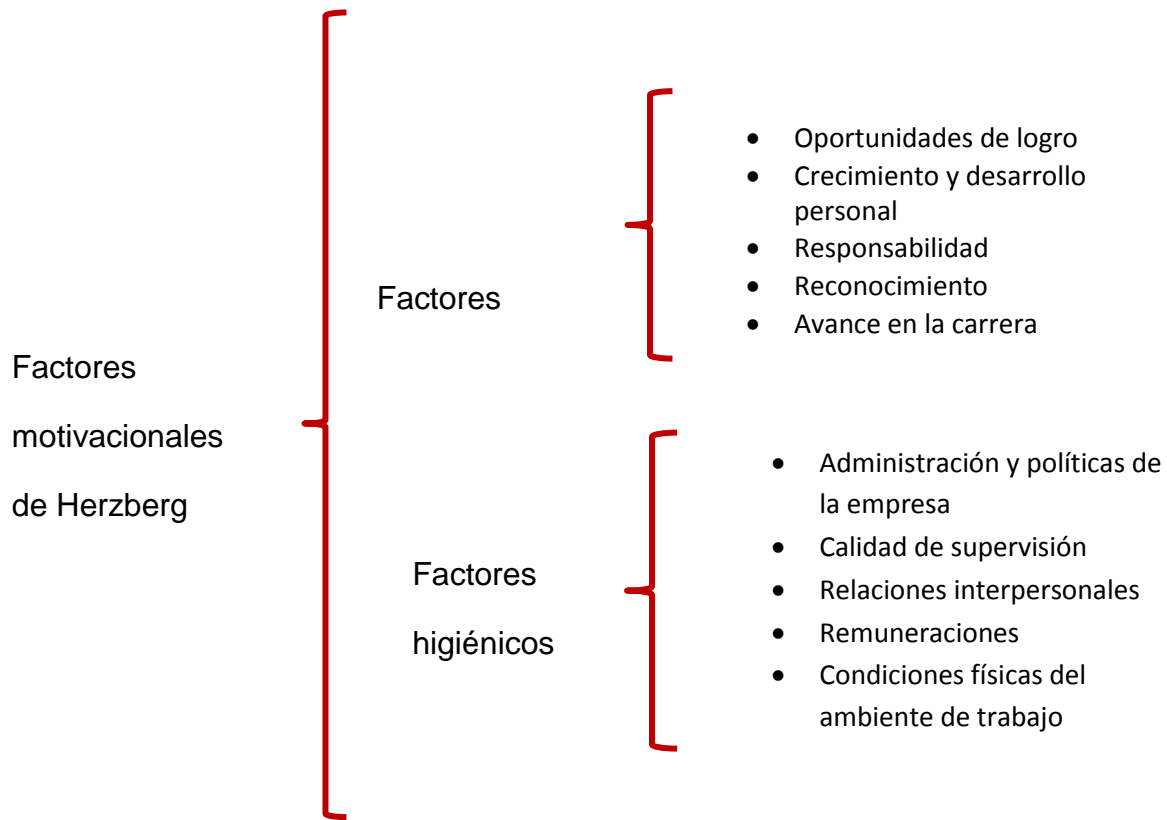 Factores
motivacionales
de Herzberg
Factores
• Oportunidades de logro
• Crecimiento y desarrollo
personal
• Responsabilidad
• Reconocimiento
• Avance en la carrera
Factores
higiénicos
• Administración y políticas de
la empresa
• Calidad de supervisión
• Relaciones interpersonales
• Remuneraciones
• Condiciones físicas del
ambiente de trabajo